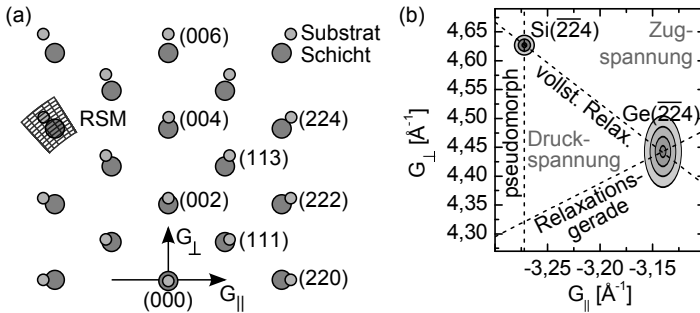 (a)
(006)
Substrat
Schicht
RSM
(004)
(224)
(113)
(002)
(222)
G⊥
(111)
(000)
G||
(220)
(b)
4,65
4,60
4,55
4,50
4,45
4,40
4,35
4,30
G⊥ [Å⁻¹]
Si(2̅2̅4)
Zug-
spannung
vollst. Relax.
Ge(2̅2̅4)
pseudomorph
Druck-
spannung
Relaxations
gerade
-3,25 -3,20 -3,15
G|| [Å⁻¹]